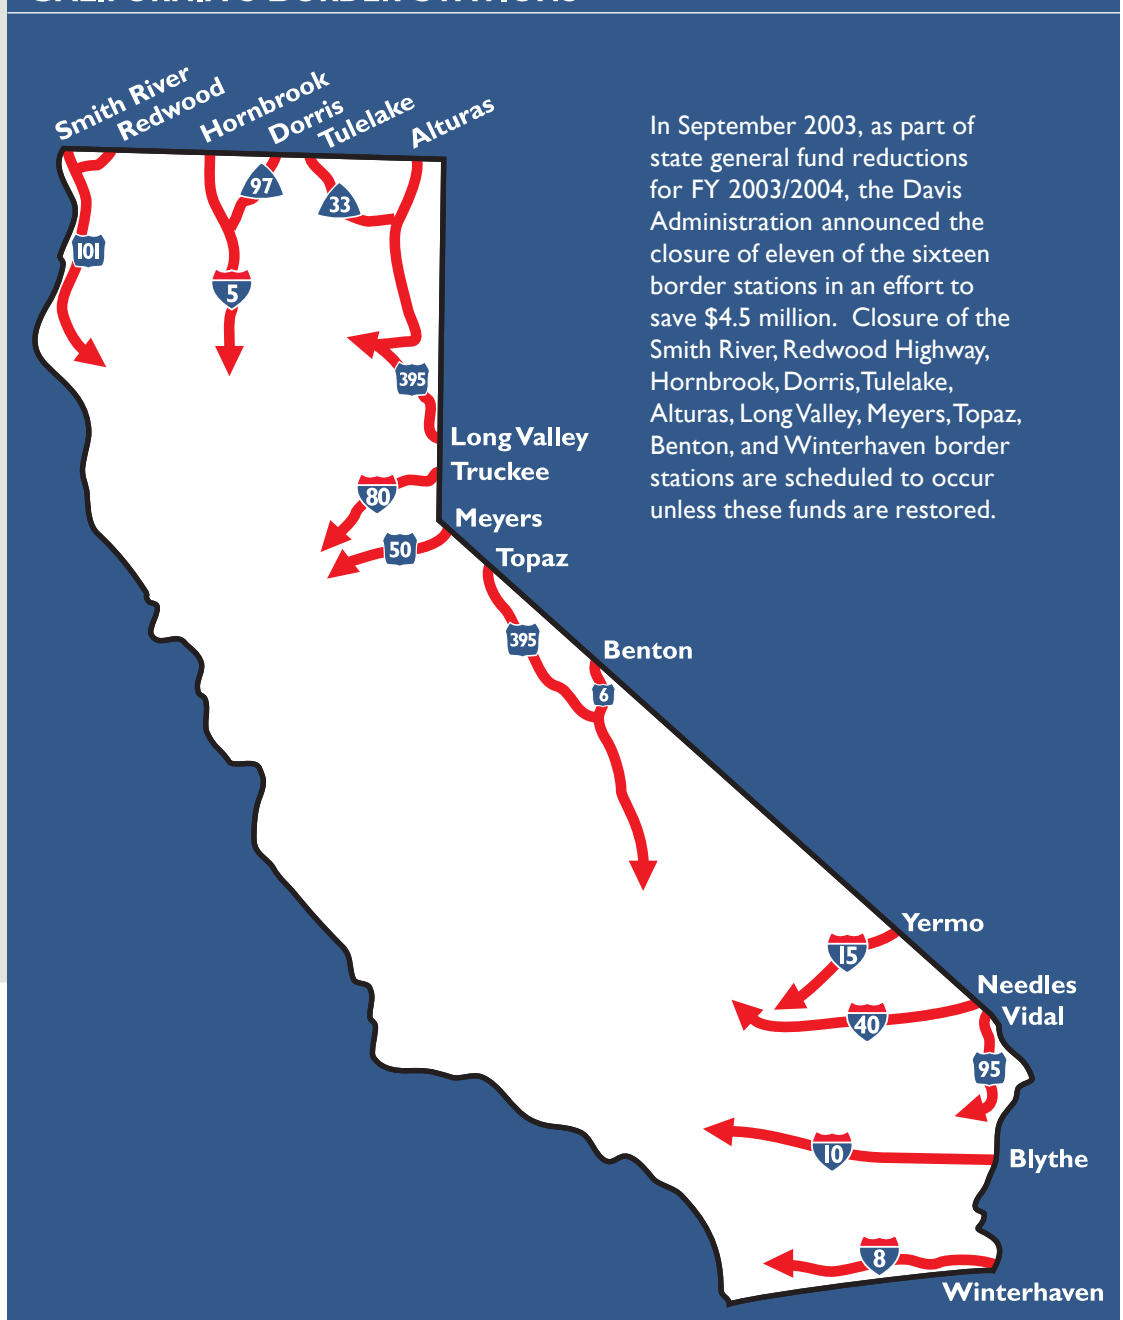 CALIFORNIA'S BORDER STATIONS
Smith River
Redwood
Hornbrook
Dorris
Tulelake
Alturas
In September 2003, as part of
state general fund reductions
for FY 2003/2004, the Davis
Administration announced the
closure of eleven of the sixteen
border stations in an effort to
save $4.5 million.  Closure of the
Smith River, Redwood Highway,
Hornbrook, Dorris, Tulelake,
Alturas, Long Valley, Meyers, Topaz,
Benton, and Winterhaven border
stations are scheduled to occur
unless these funds are restored.
97
33
101
5
395
Long Valley
Truckee
80
Meyers
50
Topaz
395
Benton
6
Yermo
15
Needles
Vidal
40
95
10
Blythe
8
Winterhaven